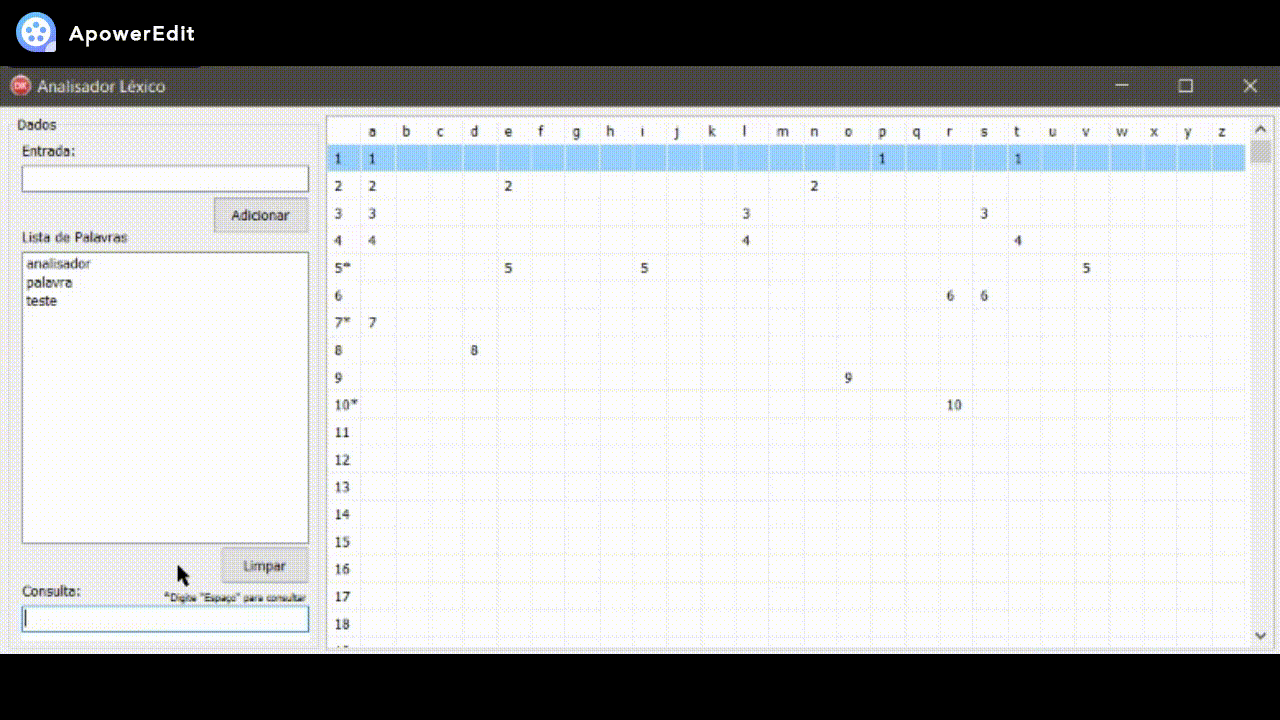 ApowerEdit
Analisador Léxico
Dados
Entrada:
Adicionar
Lista de Palavras
analisador
palavra
teste
Limpar
Consulta:
*Digite "Espaço" para consultar
a b c d e f g h i j k l m n o p q r s t u v w x y z
1 1 1 1
2 2 2 2
3 3 3 3
4 4 4 4
5* 5 5 5
6 6 6
7* 7
8 8
9 9
10* 10
11
12
13
14
15
16
17
18